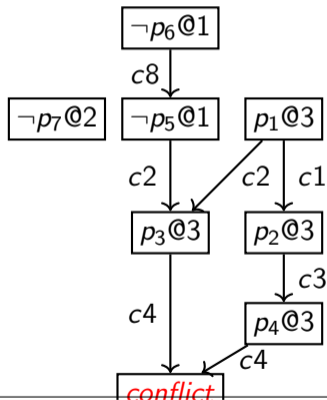 ¬p₆@1
c8
¬p₇@2 ¬p₅@1 p₁@3
c2 c2 c1
p₃@3 p₂@3
c3
c4 p₄@3
c4
conflict